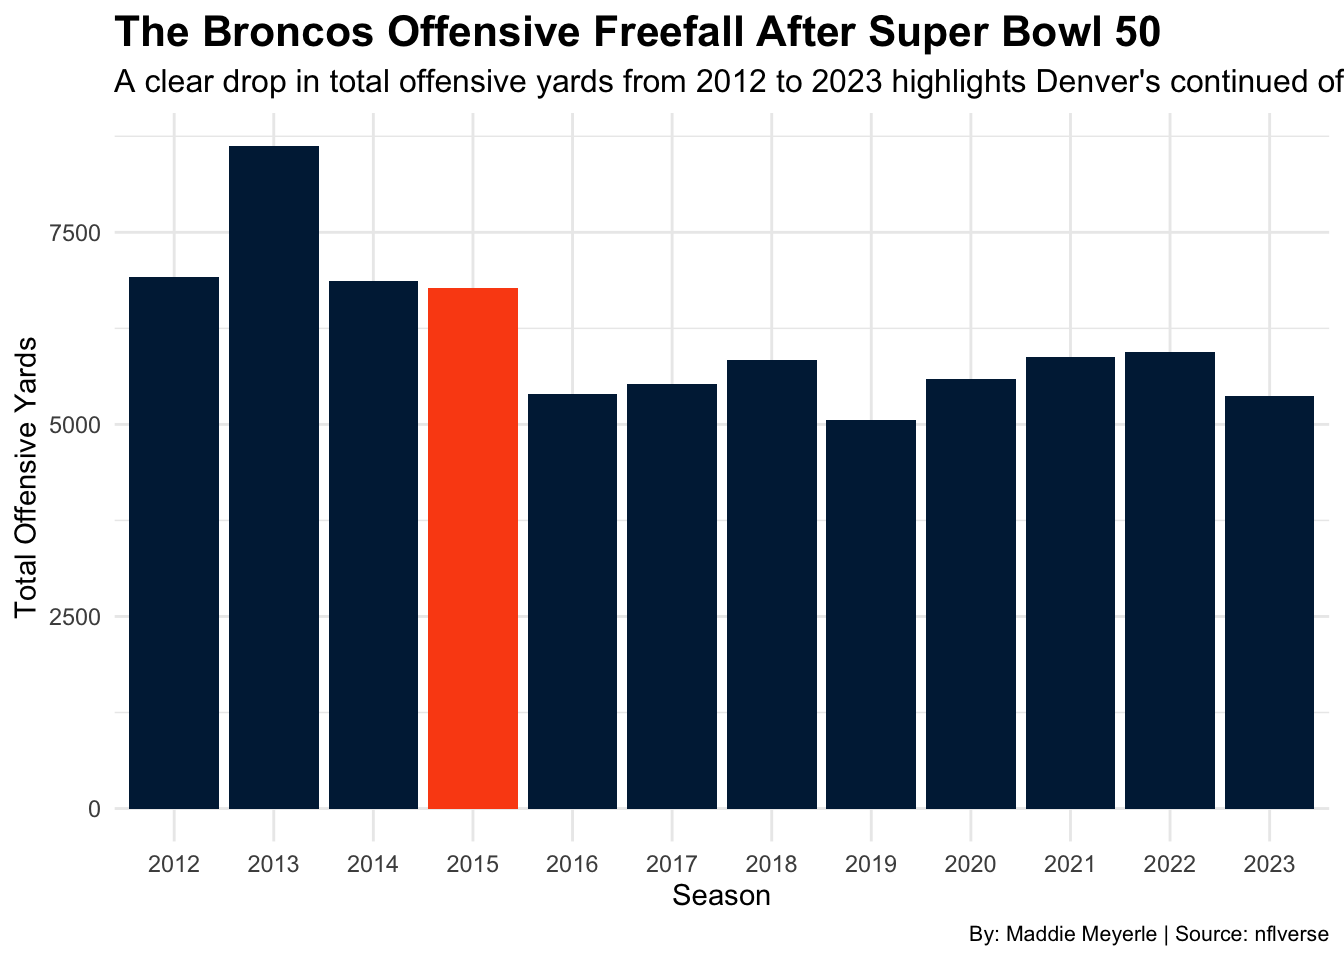 The Broncos Offensive Freefall After Super Bowl 50
A clear drop in total offensive yards from 2012 to 2023 highlights Denver's continued of
7500
5000
2500
0
Total Offensive Yards
2012 2013 2014 2015 2016 2017 2018 2019 2020 2021 2022 2023
Season
By: Maddie Meyerle | Source: nflverse